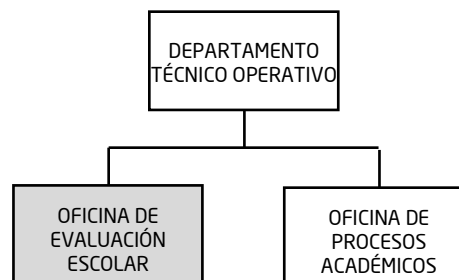 DEPARTAMENTO
TÉCNICO OPERATIVO
OFICINA DE
EVALUACIÓN
ESCOLAR
OFICINA DE
PROCESOS
ACADÉMICOS